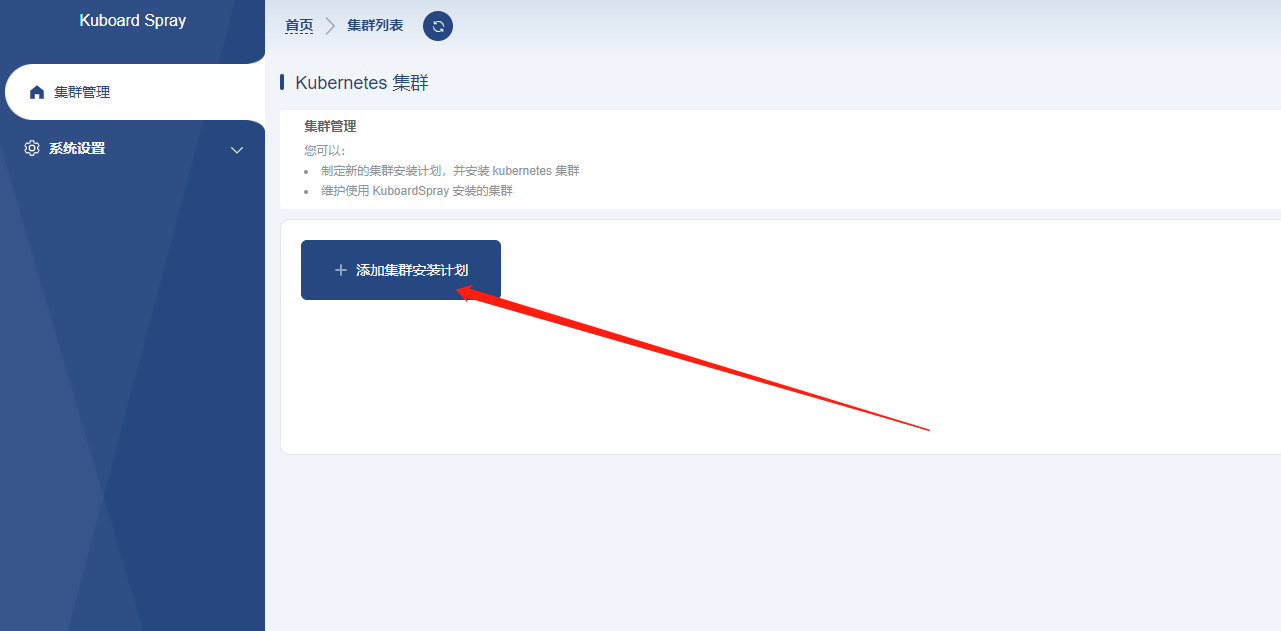 Kuboard Spray
首页
集群列表
集群管理
系统设置
Kubernetes 集群
集群管理
您可以：
制定新的集群安装计划，并安装 kubernetes 集群
维护使用 KuboardSpray 安装的集群
添加集群安装计划